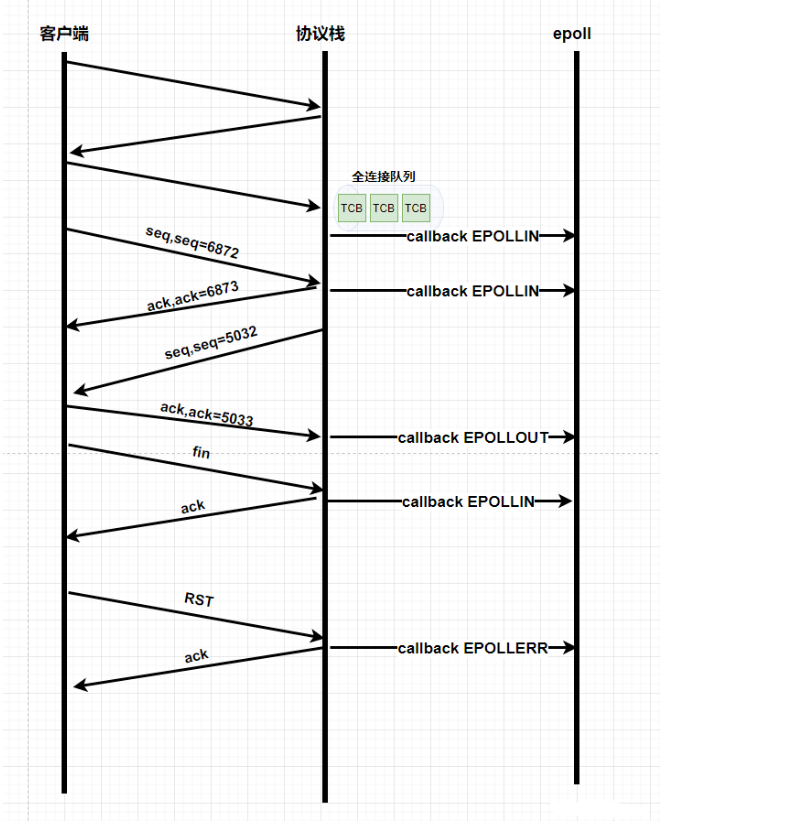 客户端
协议栈
epoll
全连接队列
TCB TCB TCB
callback EPOLLIN
seq,seq=6872
callback EPOLLIN
ack,ack=6873
seq,seq=5032
ack,ack=5033
callback EPOLLOUT
fin
callback EPOLLIN
ack
RST
callback EPOLLERR
ack